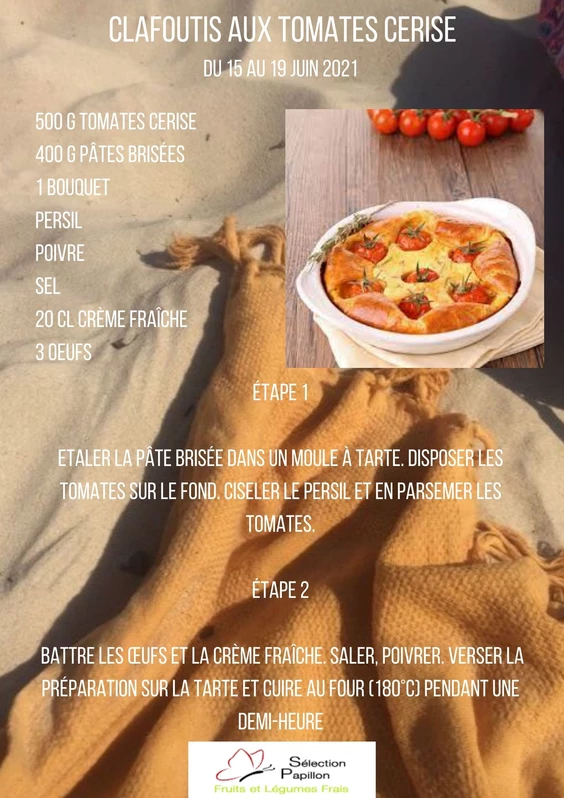 CLAFOUTIS AUX TOMATES CERISE
DU 15 AU 19 JUIN 2021
500 G TOMATES CERISE
400 G PÂTES BRISÉES
1 BOUQUET
PERSIL
POIVRE
SEL
20 CL CRÈME FRAÎCHE
3 OEUFS
ÉTAPE 1
ETALER LA PÂTE BRISÉE DANS UN MOULE À TARTE. DISPOSER LES
TOMATES SUR LE FOND. CISELER LE PERSIL ET EN PARSEMER LES
TOMATES.
ÉTAPE 2
BATTRE LES ŒUFS ET LA CRÈME FRAÎCHE. SALER, POIVRER. VERSER LA
PRÉPARATION SUR LA TARTE ET CUIRE AU FOUR (180°C) PENDANT UNE
DEMI-HEURE
Sélection
Papillon
Fruits et Légumes Frais